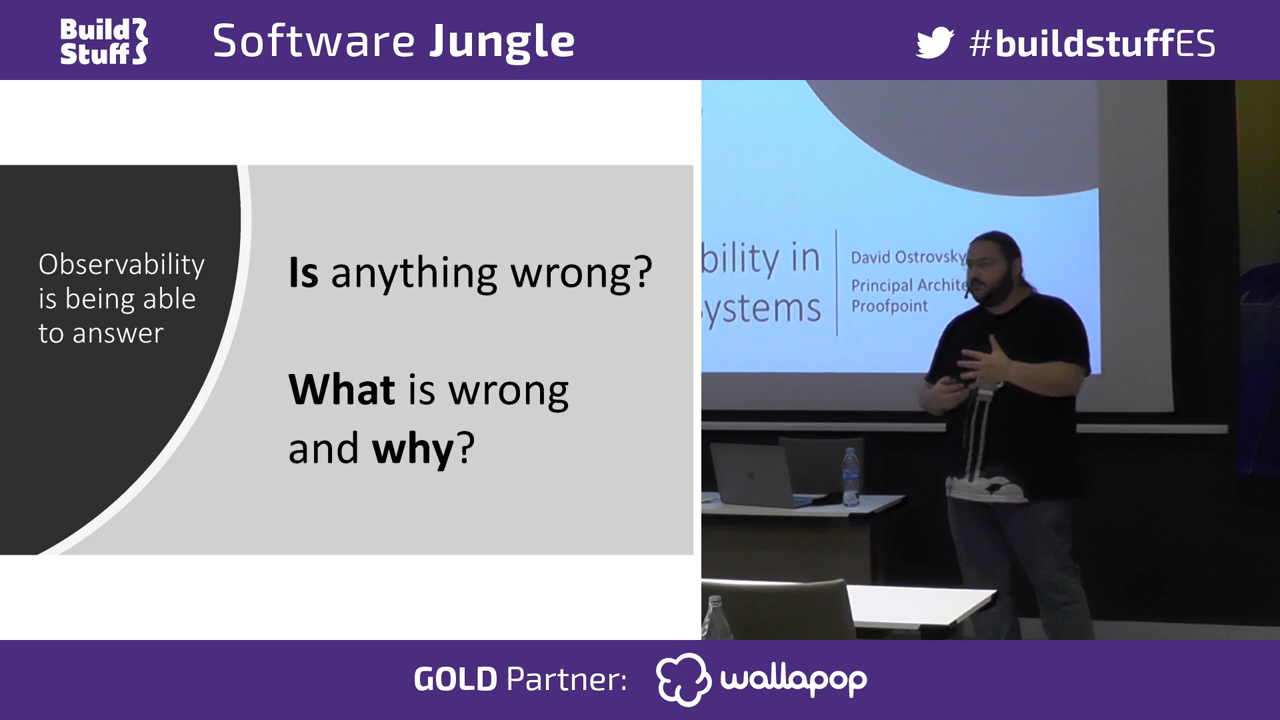 Build
Stuff
Software Jungle
#buildstuffES
Observability
is being able
to answer
Is anything wrong?
What is wrong
and why?
bility in
ystems
David Ostrovsky
Principal Archite
Proofpoint
GOLD Partner:
wallapop